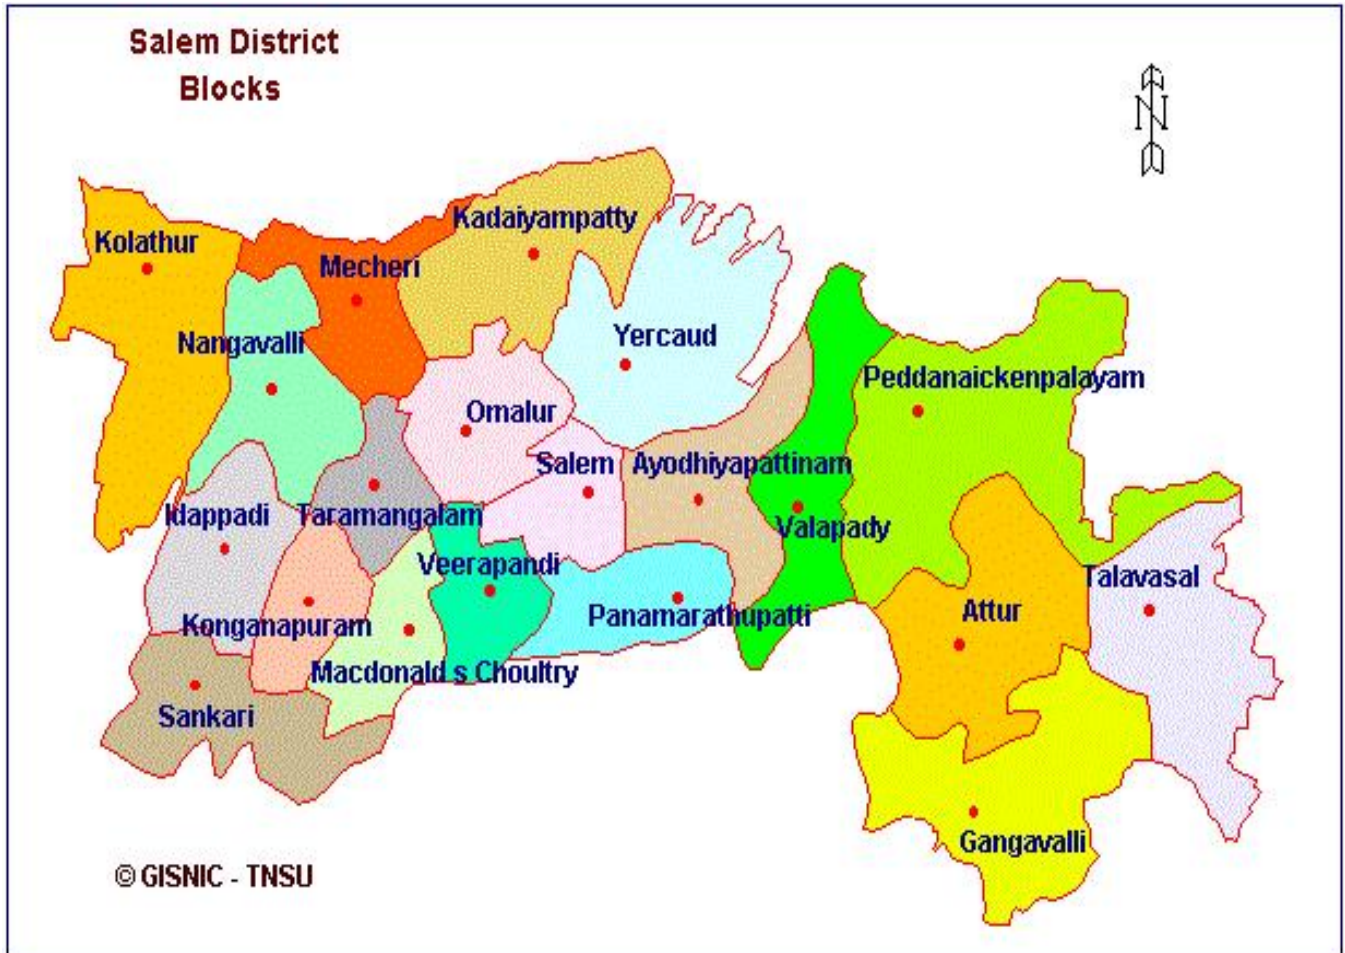 Salem District
Blocks
N
Kadaiyampatty
Kolathur
Mecheri
Yercaud
Nangavalli
Peddanaickenpalayam
Omalur
Salem
Ayodhiyapattinam
Idappadi
Taramangalam
Valapady
Veerapandi
Talavasal
Panamarathupatti
Attur
Konganapuram
Macdonald s Choultry
Sankari
Gangavalli
© GISNIC - TNSU